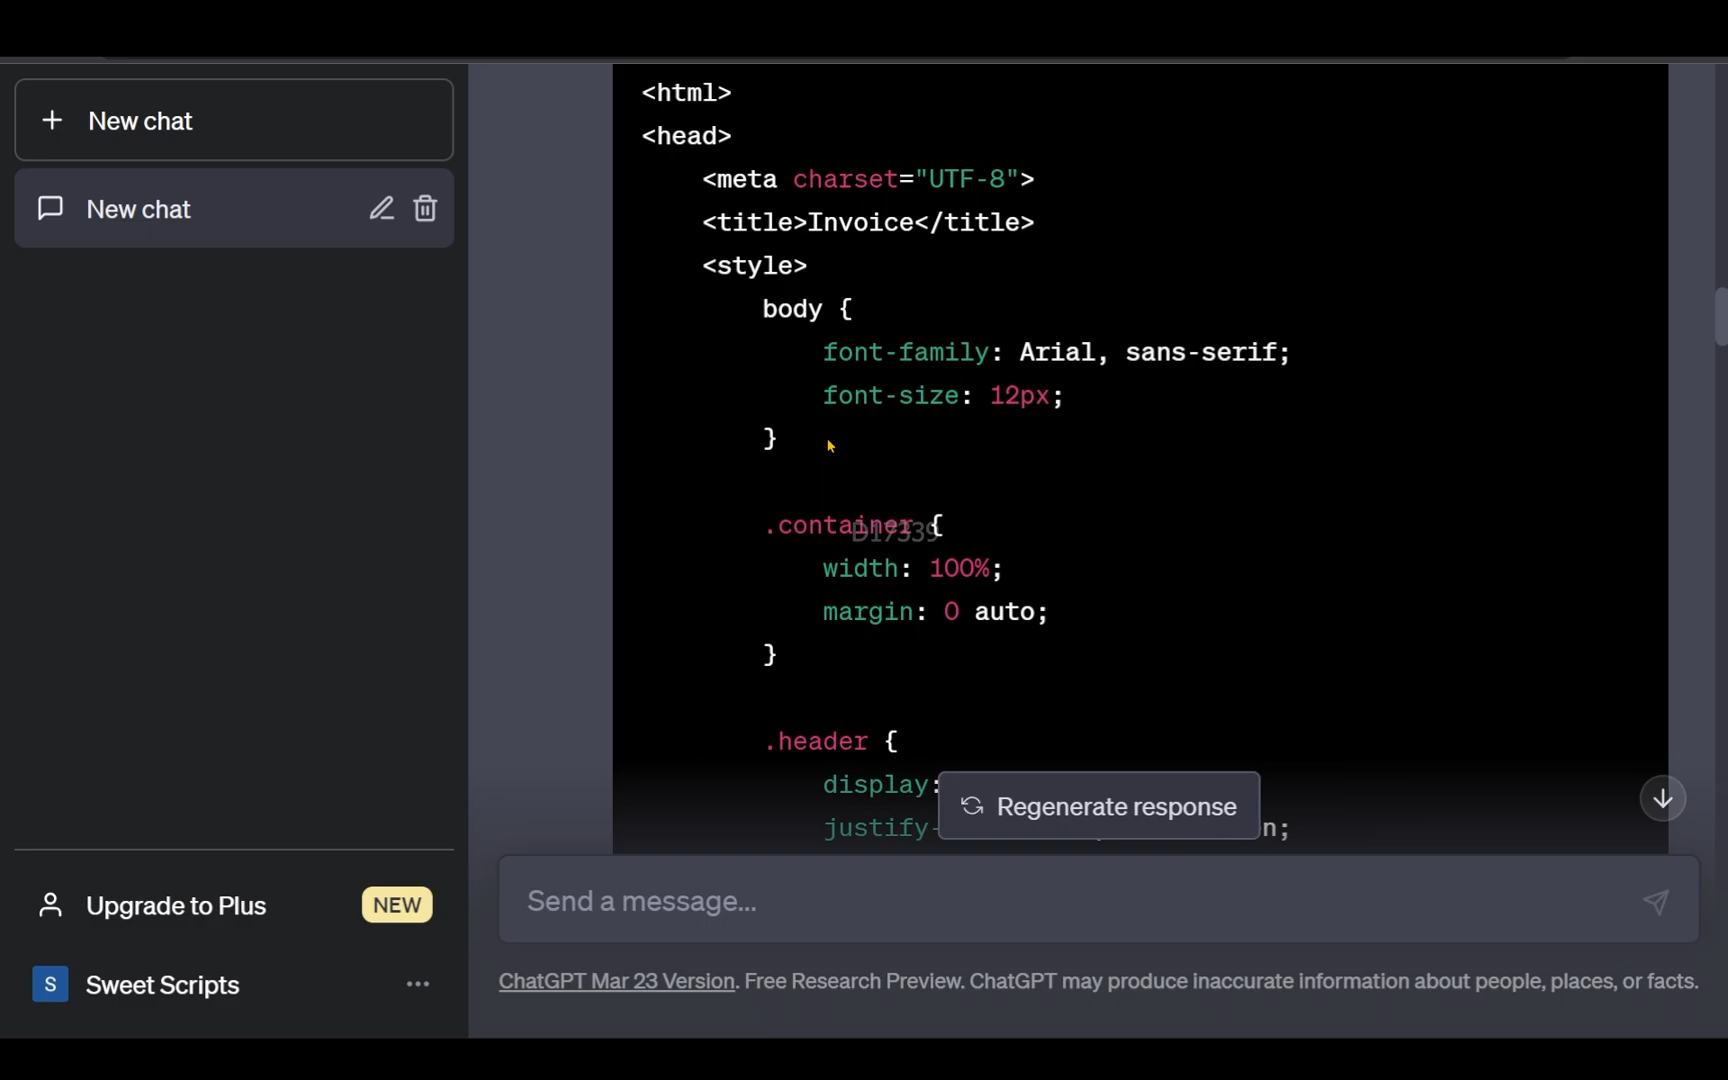 New chat
New chat
Upgrade to Plus NEW
S Sweet Scripts
<html>
<head>
<meta charset="UTF-8">
<title>Invoice</title>
<style>
body {
font-family: Arial, sans-serif;
font-size: 12px;
}
.container {
D17339
width: 100%;
margin: 0 auto;
}
.header {
display:
justify-
n;
Regenerate response
Send a message...
ChatGPT Mar 23 Version. Free Research Preview. ChatGPT may produce inaccurate information about people, places, or facts.